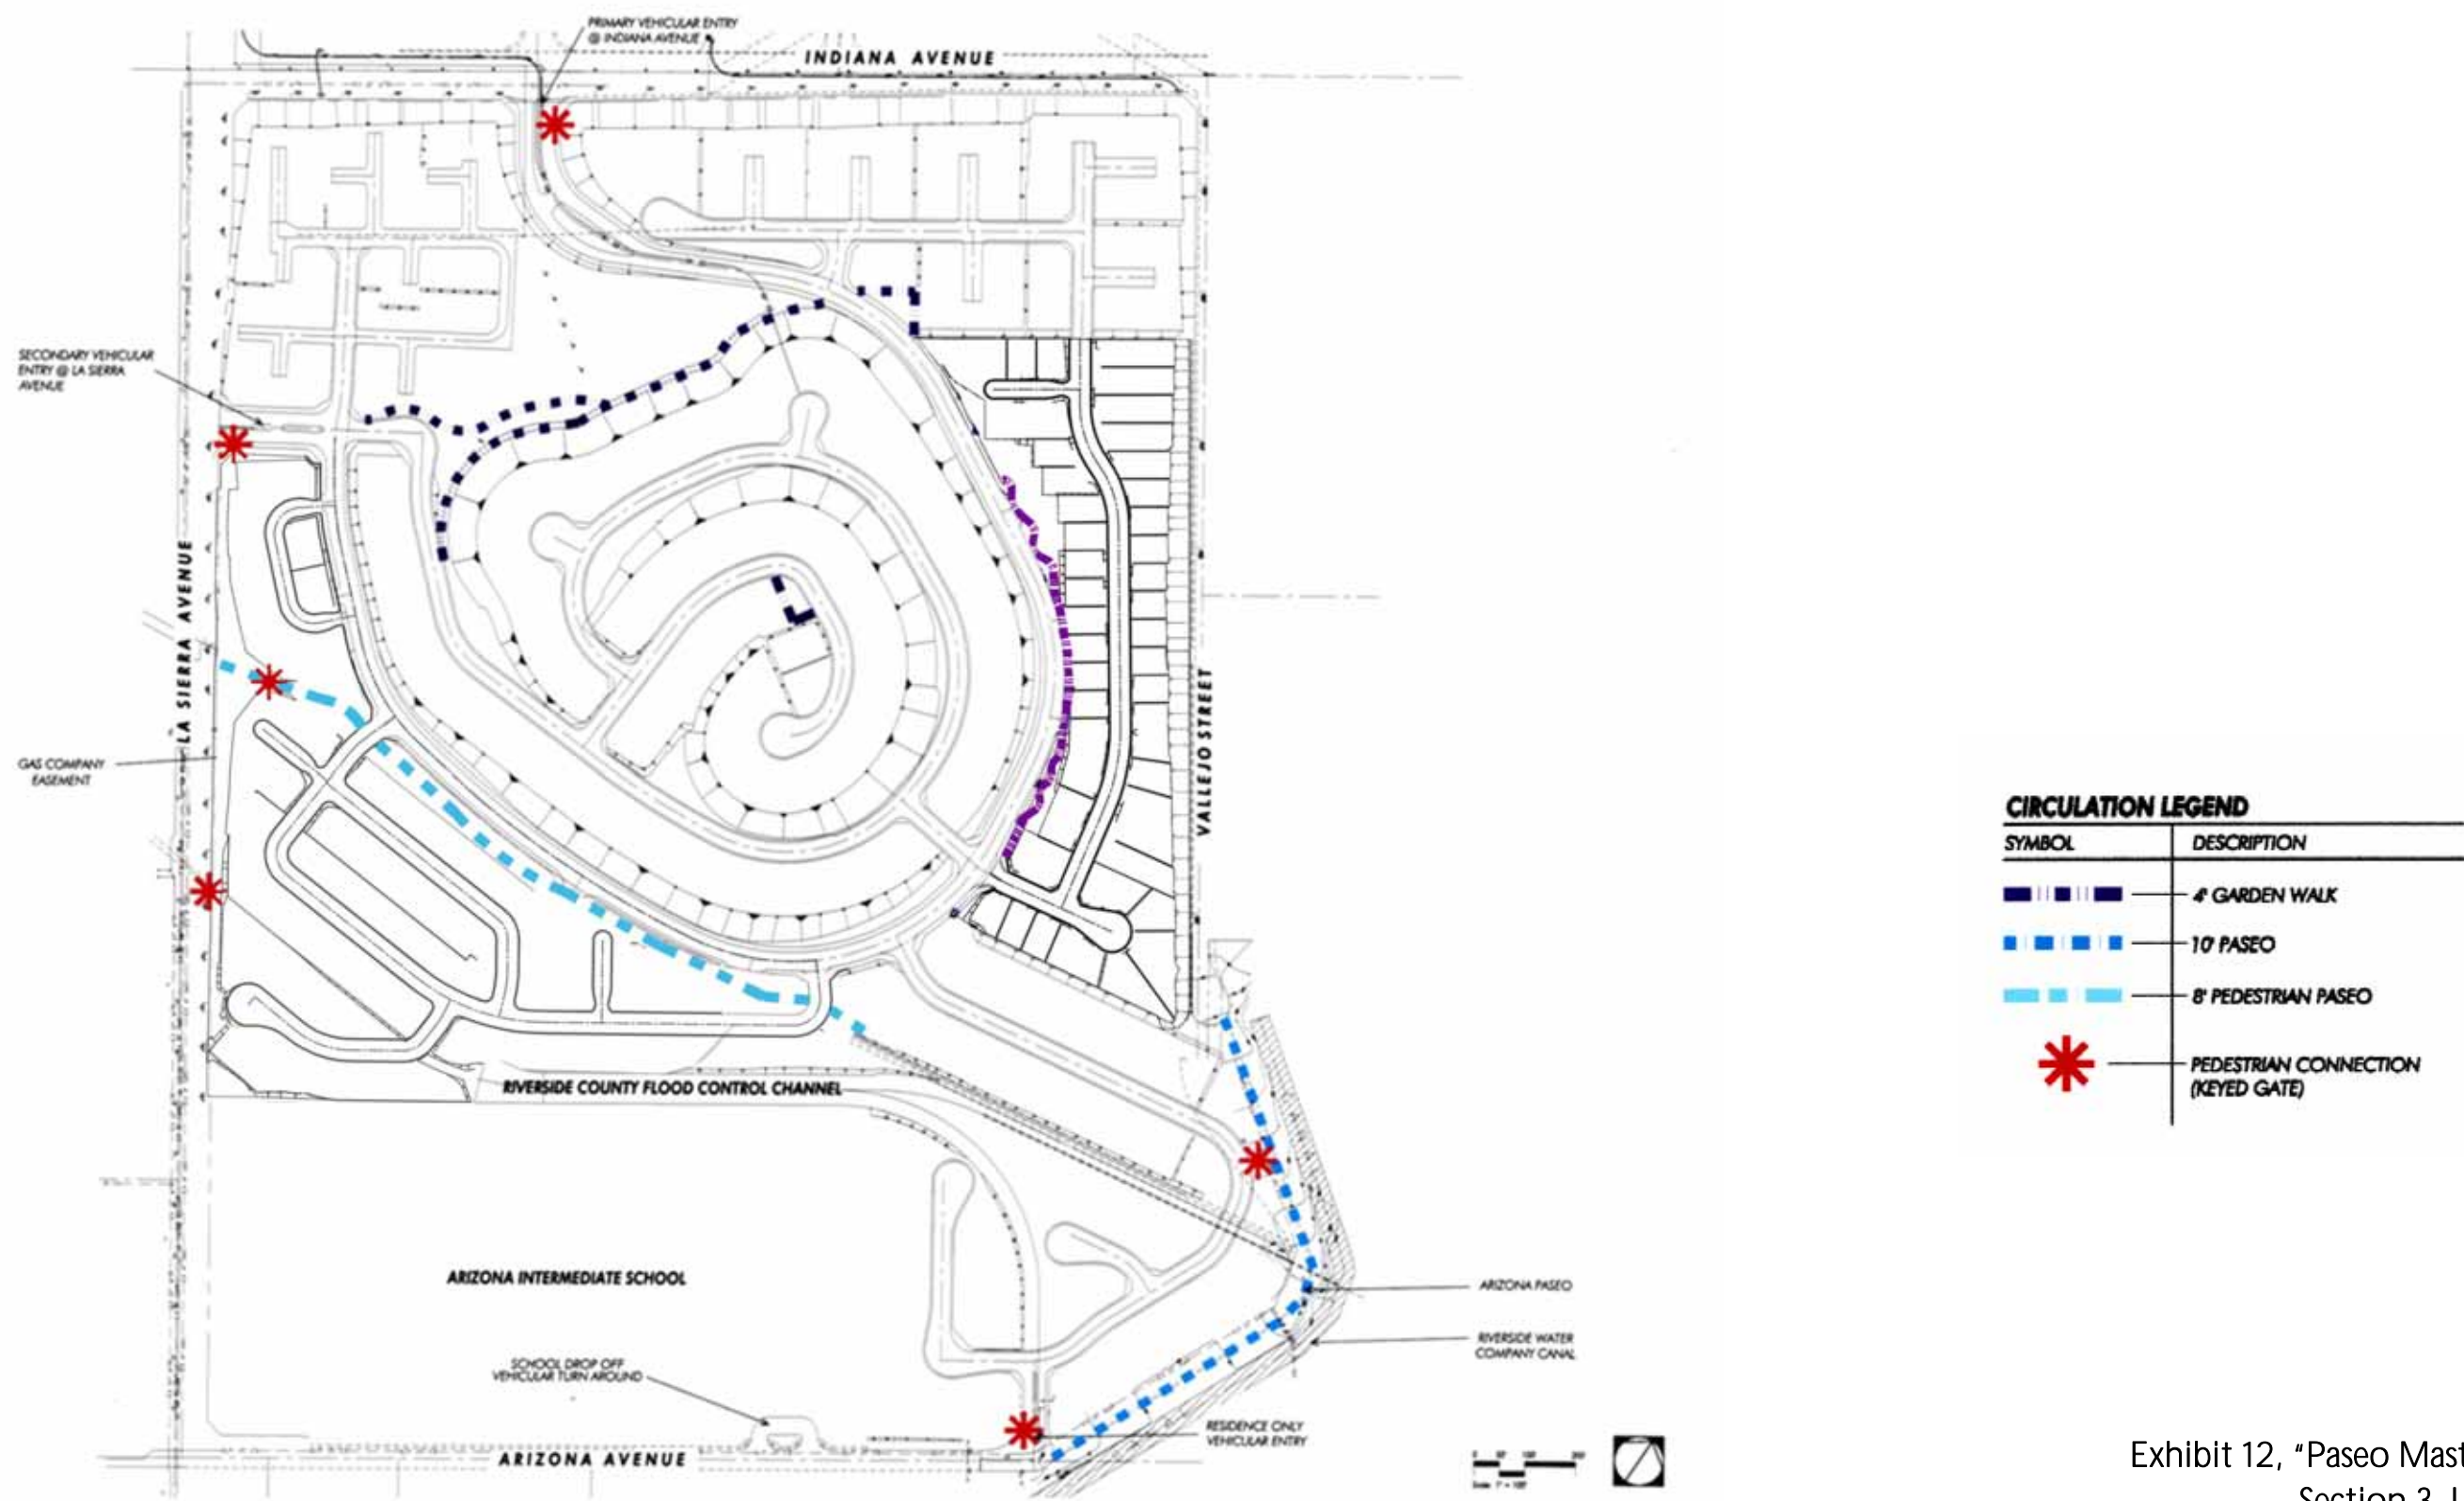 PRIMARY VEHICULAR ENTRY
@ INDIANA AVENUE
INDIANA AVENUE
SECONDARY VEHICULAR
ENTRY @ LA SIERRA
AVENUE
LA SIERRA AVENUE
GAS COMPANY
EASEMENT
VALLEJO STREET
RIVERSIDE COUNTY FLOOD CONTROL CHANNEL
ARIZONA INTERMEDIATE SCHOOL
SCHOOL DROP OFF
VEHICULAR TURN AROUND
ARIZONA AVENUE
ARIZONA PASEO
RIVERSIDE WATER
COMPANY CANAL
RESIDENCE ONLY
VEHICULAR ENTRY
CIRCULATION LEGEND
SYMBOL DESCRIPTION
4' GARDEN WALK
10' PASEO
8' PEDESTRIAN PASEO
PEDESTRIAN CONNECTION
(KEYED GATE)
Exhibit 12, "Paseo Mast
Section 3